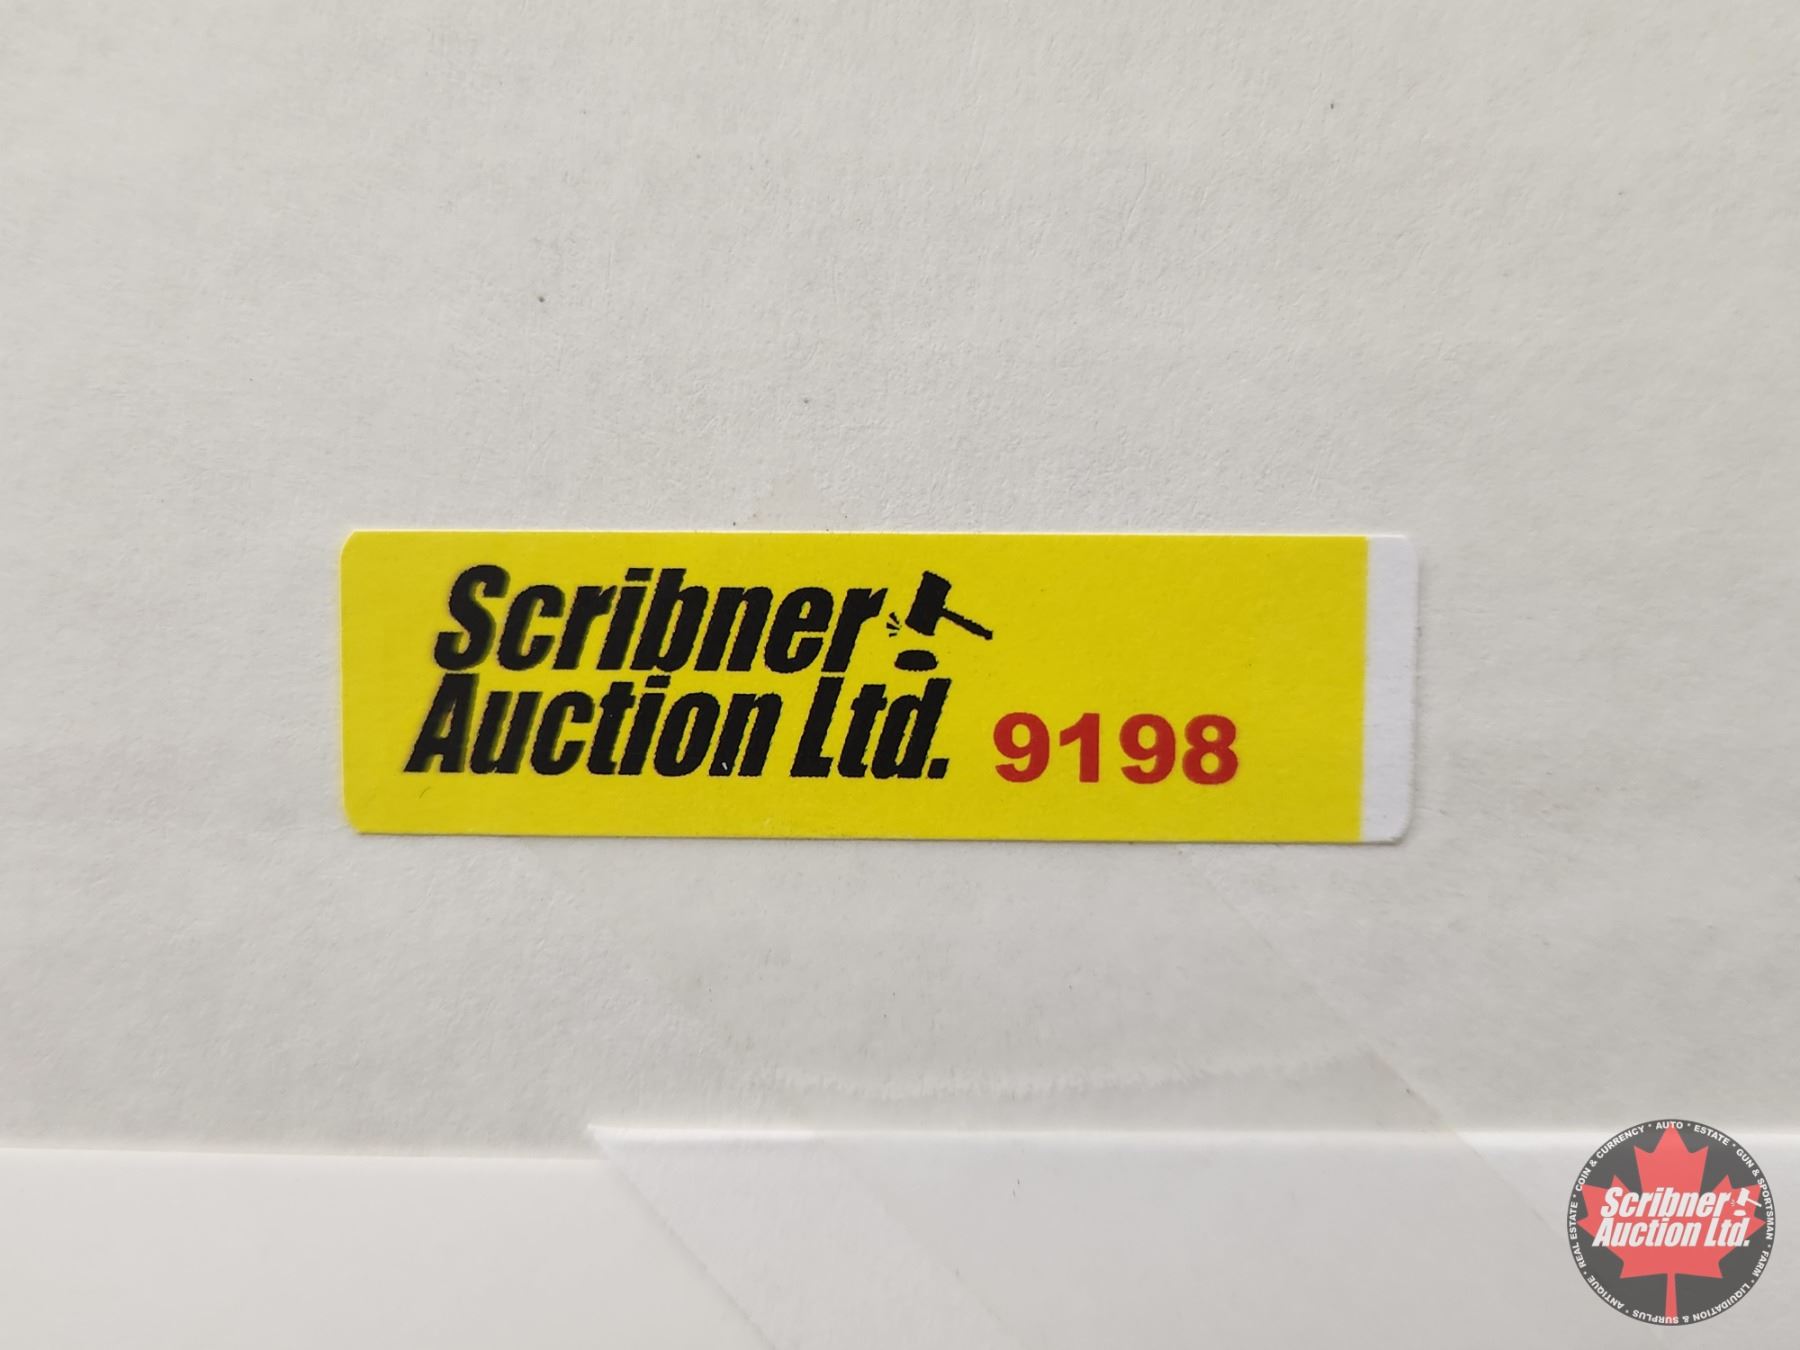 Scribner
Auction Ltd. 9198
COIN & CURRENCY · AUTO · ESTATE · GUN & SPORTSMAN · FARM · LIQUIDATION & SURPLUS · ANTIQUE · REAL ESTATE ·
Scribner
Auction Ltd.